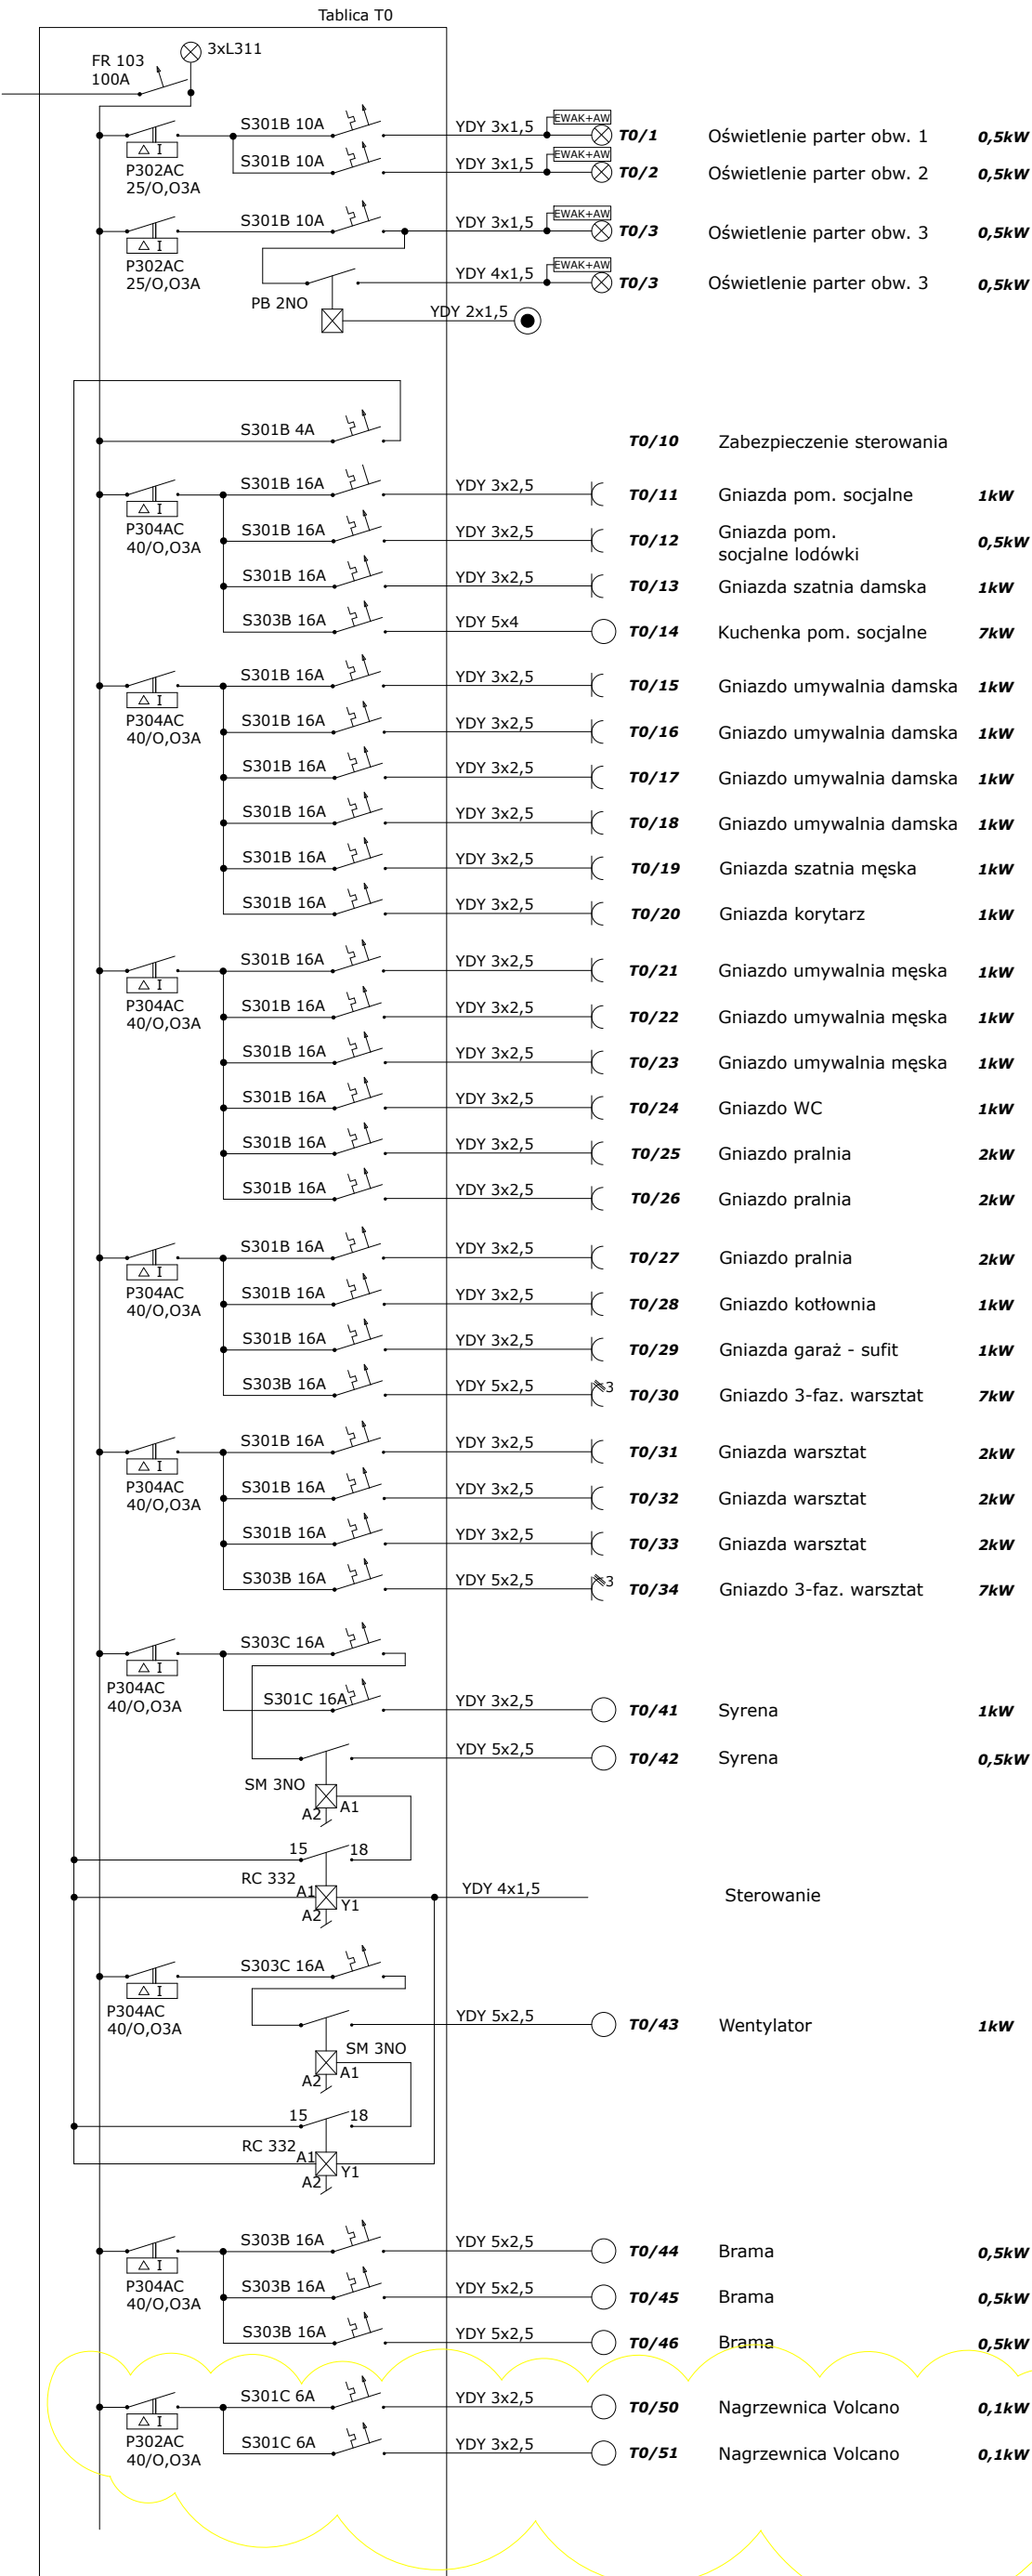 Tablica T0
3xL311
FR 103
100A
S301B 10A
YDY 3x1,5
EWAK+AW
T0/1
Oświetlenie parter obw. 1
0,5kW
P302AC
25/O,O3A
S301B 10A
YDY 3x1,5
EWAK+AW
T0/2
Oświetlenie parter obw. 2
0,5kW
S301B 10A
YDY 3x1,5
EWAK+AW
T0/3
Oświetlenie parter obw. 3
0,5kW
P302AC
25/O,O3A
PB 2NO
YDY 4x1,5
EWAK+AW
T0/3
Oświetlenie parter obw. 3
0,5kW
YDY 2x1,5
S301B 4A
T0/10
Zabezpieczenie sterowania
S301B 16A
YDY 3x2,5
T0/11
Gniazda pom. socjalne
1kW
P304AC
40/O,O3A
S301B 16A
YDY 3x2,5
T0/12
Gniazda pom.
socjalne lodówki
0,5kW
S301B 16A
YDY 3x2,5
T0/13
Gniazda szatnia damska
1kW
S303B 16A
YDY 5x4
T0/14
Kuchenka pom. socjalne
7kW
S301B 16A
YDY 3x2,5
T0/15
Gniazdo umywalnia damska
1kW
P304AC
40/O,O3A
S301B 16A
YDY 3x2,5
T0/16
Gniazdo umywalnia damska
1kW
S301B 16A
YDY 3x2,5
T0/17
Gniazdo umywalnia damska
1kW
S301B 16A
YDY 3x2,5
T0/18
Gniazdo umywalnia damska
1kW
S301B 16A
YDY 3x2,5
T0/19
Gniazda szatnia męska
1kW
S301B 16A
YDY 3x2,5
T0/20
Gniazda korytarz
1kW
S301B 16A
YDY 3x2,5
T0/21
Gniazdo umywalnia męska
1kW
P304AC
40/O,O3A
S301B 16A
YDY 3x2,5
T0/22
Gniazdo umywalnia męska
1kW
S301B 16A
YDY 3x2,5
T0/23
Gniazdo umywalnia męska
1kW
S301B 16A
YDY 3x2,5
T0/24
Gniazdo WC
1kW
S301B 16A
YDY 3x2,5
T0/25
Gniazdo pralnia
2kW
S301B 16A
YDY 3x2,5
T0/26
Gniazdo pralnia
2kW
S301B 16A
YDY 3x2,5
T0/27
Gniazdo pralnia
2kW
P304AC
40/O,O3A
S301B 16A
YDY 3x2,5
T0/28
Gniazdo kotłownia
1kW
S301B 16A
YDY 3x2,5
T0/29
Gniazda garaż - sufit
1kW
S303B 16A
YDY 5x2,5
3
T0/30
Gniazdo 3-faz. warsztat
7kW
S301B 16A
YDY 3x2,5
T0/31
Gniazda warsztat
2kW
P304AC
40/O,O3A
S301B 16A
YDY 3x2,5
T0/32
Gniazda warsztat
2kW
S301B 16A
YDY 3x2,5
T0/33
Gniazda warsztat
2kW
S303B 16A
YDY 5x2,5
3
T0/34
Gniazdo 3-faz. warsztat
7kW
S303C 16A
P304AC
40/O,O3A
S301C 16A
YDY 3x2,5
T0/41
Syrena
1kW
YDY 5x2,5
T0/42
Syrena
0,5kW
SM 3NO
A2
A1
15
18
RC 332
A1
A2
Y1
YDY 4x1,5
Sterowanie
S303C 16A
P304AC
40/O,O3A
YDY 5x2,5
T0/43
Wentylator
1kW
SM 3NO
A2
A1
15
18
RC 332
A1
A2
Y1
S303B 16A
YDY 5x2,5
T0/44
Brama
0,5kW
P304AC
40/O,O3A
S303B 16A
YDY 5x2,5
T0/45
Brama
0,5kW
S303B 16A
YDY 5x2,5
T0/46
Brama
0,5kW
S301C 6A
YDY 3x2,5
T0/50
Nagrzewnica Volcano
0,1kW
P302AC
40/O,O3A
S301C 6A
YDY 3x2,5
T0/51
Nagrzewnica Volcano
0,1kW